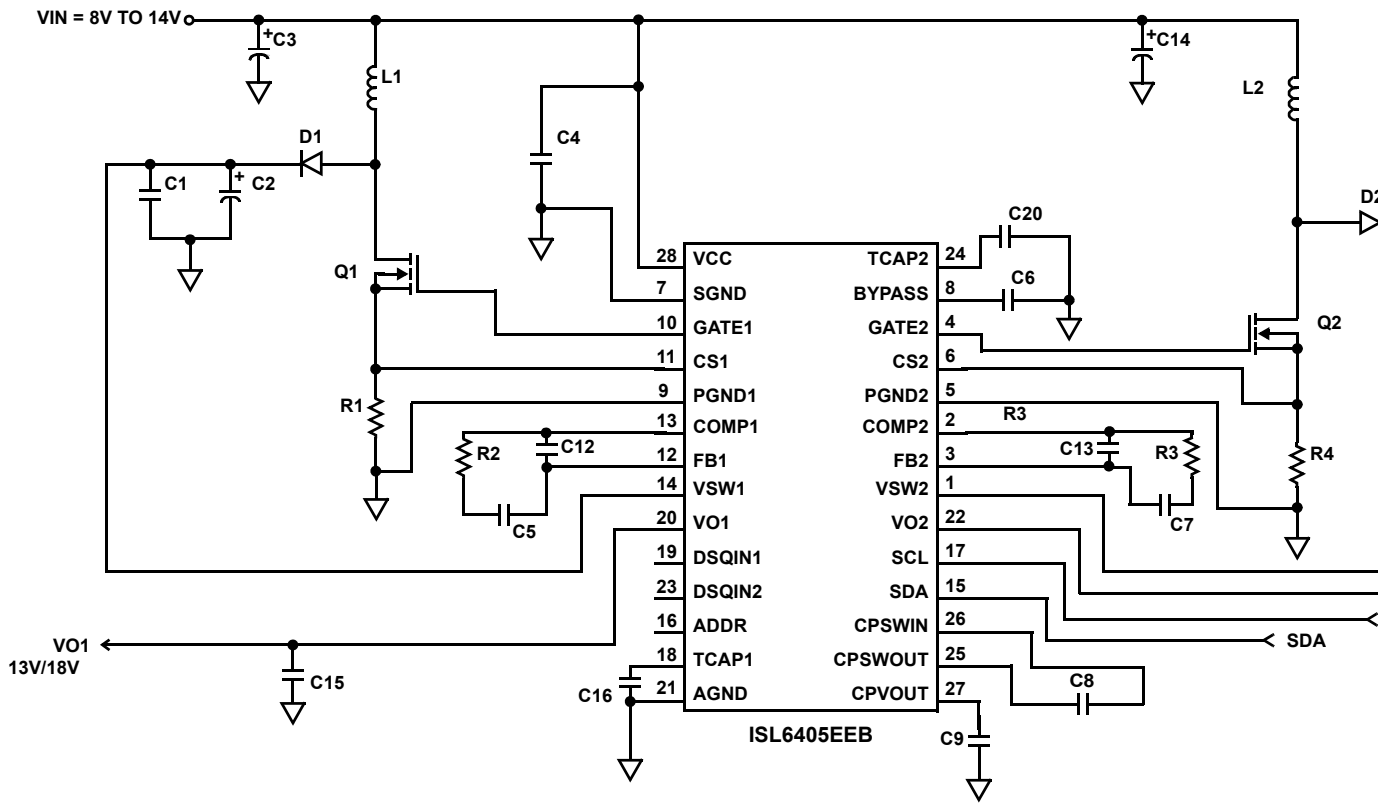 VIN = 8V TO 14V
C3
C14
L1
L2
D1
C4
C1
C2
D2
C20
Q1
28 VCC
TCAP2 24
C6
7 SGND
BYPASS 8
10 GATE1
GATE2 4
Q2
11 CS1
CS2 6
R1
9 PGND1
PGND2 5
R3
13 COMP1
COMP2 2
R2
C12
C13
R3
R4
12 FB1
FB2 3
14 VSW1
VSW2 1
C5
C7
20 VO1
VO2 22
19 DSQIN1
SCL 17
23 DSQIN2
SDA 15
16 ADDR
CPSWIN 26
SDA
VO1
13V/18V
18 TCAP1
CPSWOUT 25
C15
C8
C16
21 AGND
CPVOUT 27
ISL6405EEB
C9